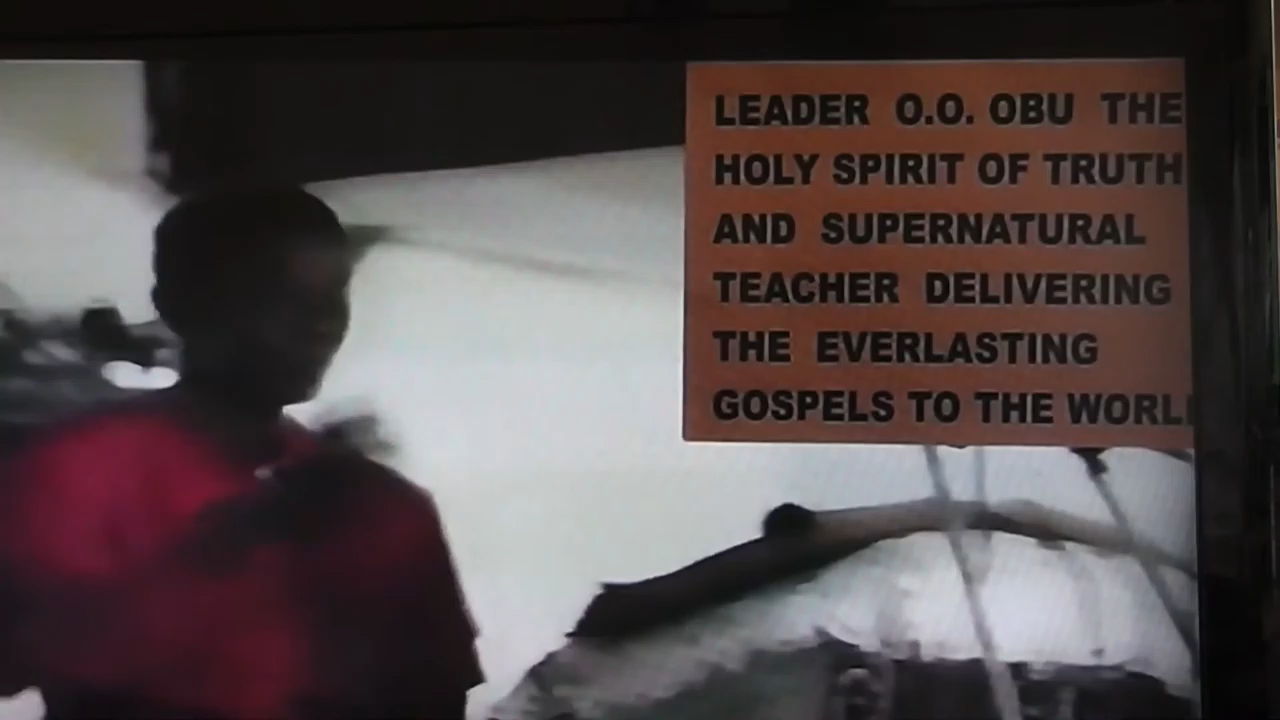 LEADER O.O. OBU THE
HOLY SPIRIT OF TRUTH
AND SUPERNATURAL
TEACHER DELIVERING
THE EVERLASTING
GOSPELS TO THE WORL